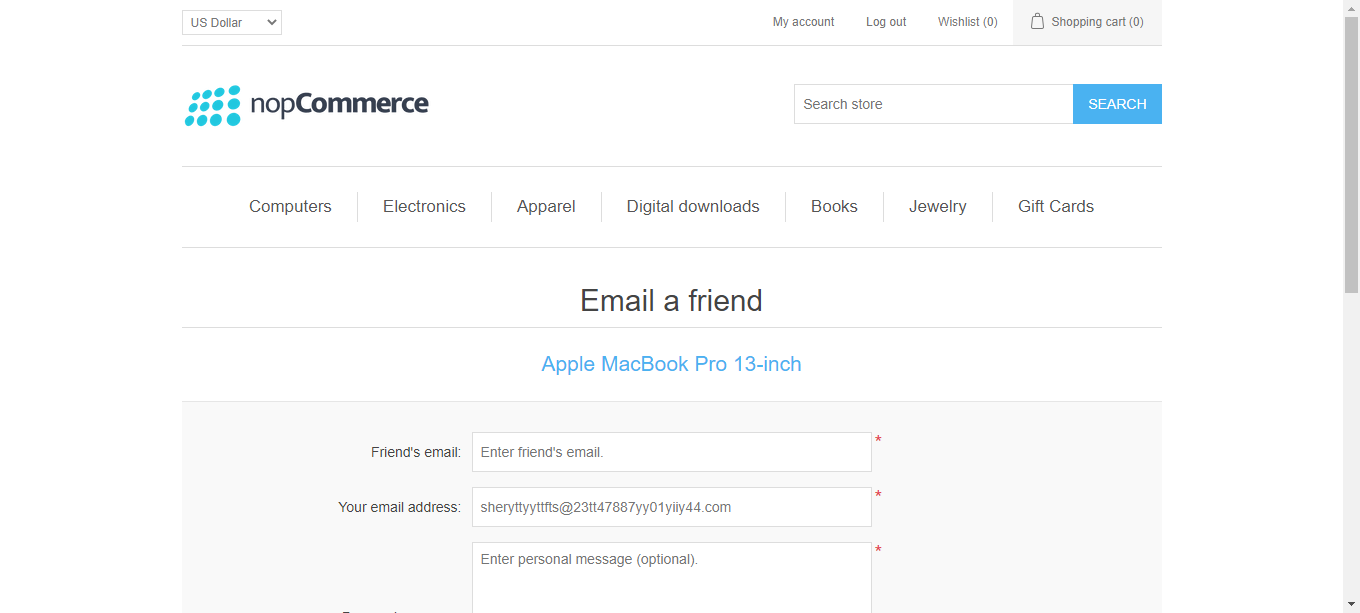 US Dollar
My account
Log out
Wishlist (0)
Shopping cart (0)
nopCommerce
Search store
SEARCH
Computers
Electronics
Apparel
Digital downloads
Books
Jewelry
Gift Cards
Email a friend
Apple MacBook Pro 13-inch
Friend's email:
Enter friend's email.
*
Your email address:
sheryttyyttfts@23tt47887yy01yiiy44.com
*
Enter personal message (optional).
*